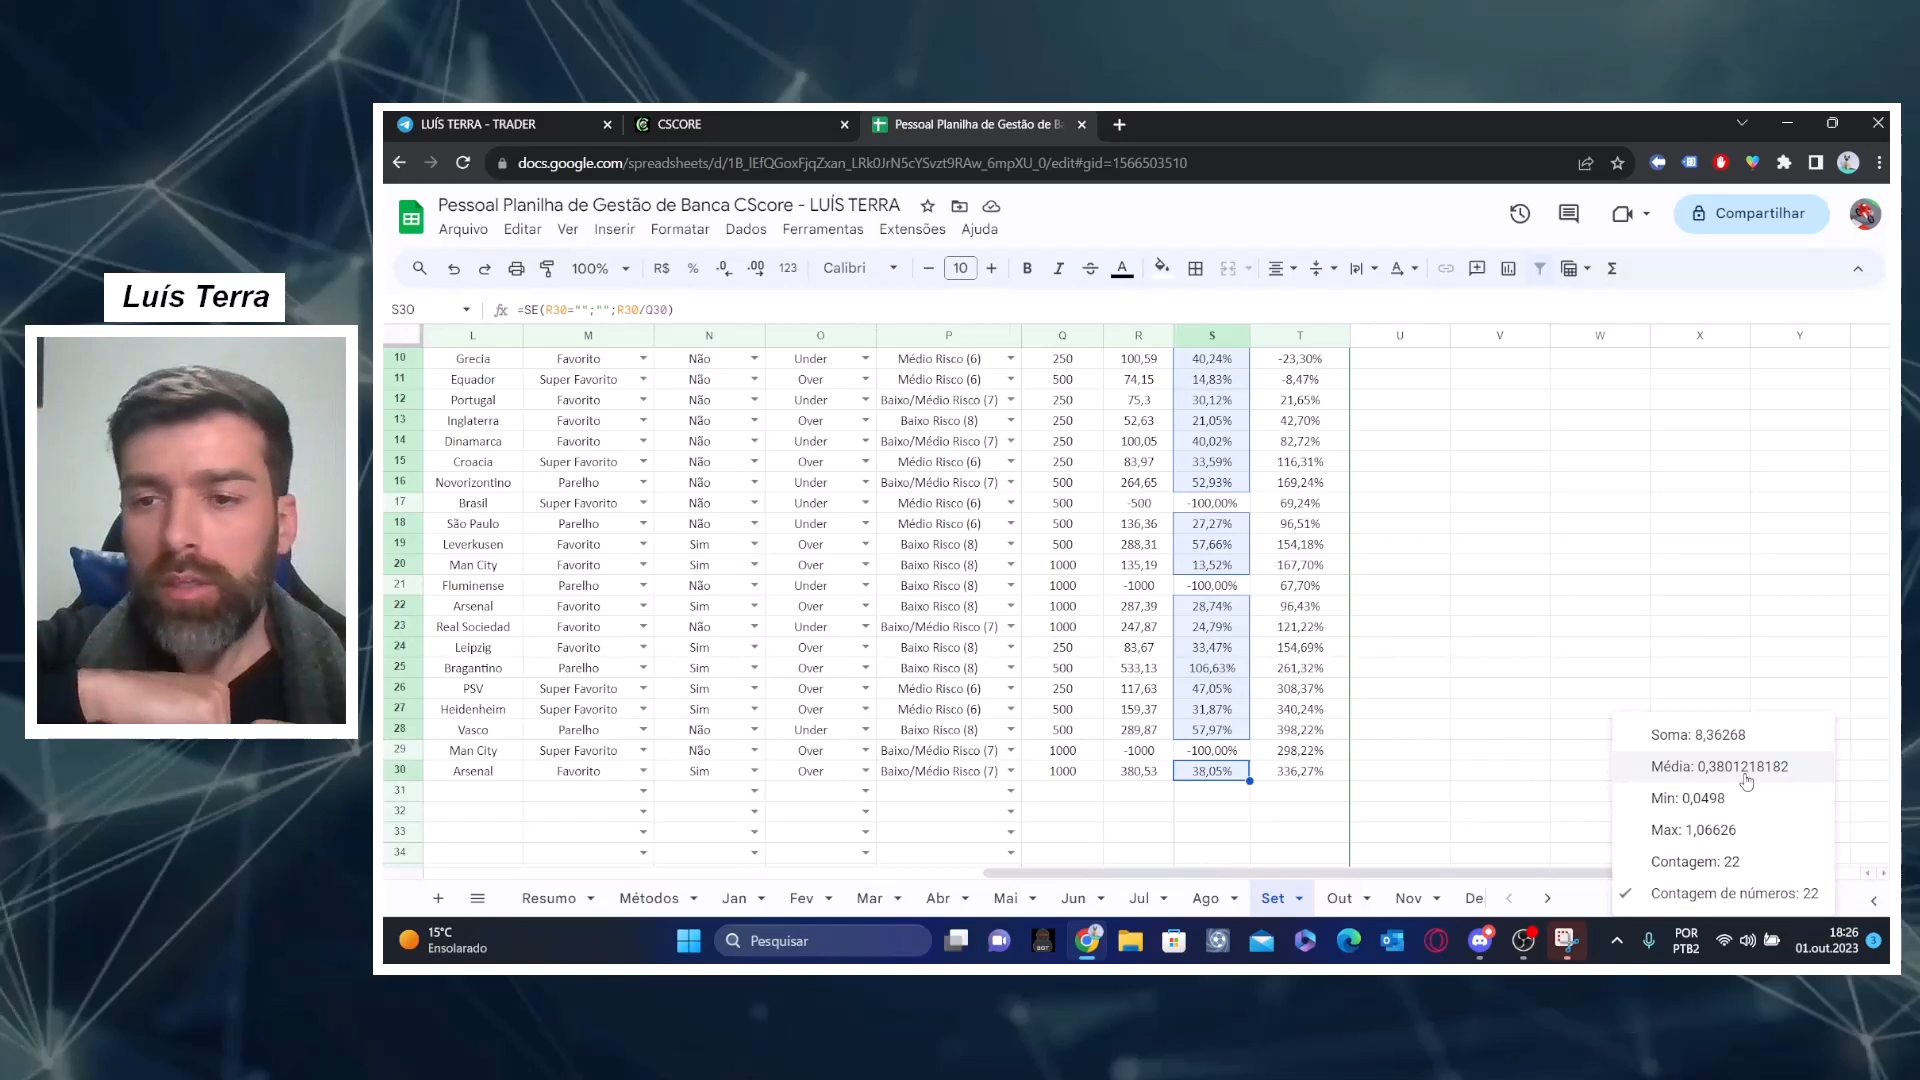 LUÍS TERRA - TRADER
CSCORE
Pessoal Planilha de Gestão de B
docs.google.com/spreadsheets/d/1B_lEfQGoxFjqZxan_LRk0JrN5cYSvzt9RAw_6mpXU_0/edit#gid=1566503510
Pessoal Planilha de Gestão de Banca CScore - LUÍS TERRA
Compartilhar
Arquivo Editar Ver Inserir Formatar Dados Ferramentas Extensões Ajuda
100% R$ % .0 .00 123 Calibri 10 B I A
Luís Terra
S30 fx =SE(R30="";"";R30/Q30)
L M N O P Q R S T U V W X Y
10 Grecia Favorito Não Under Médio Risco (6) 250 100,59 40,24% -23,30%
11 Equador Super Favorito Não Over Médio Risco (6) 500 74,15 14,83% -8,47%
12 Portugal Favorito Não Under Baixo/Médio Risco (7) 250 75,3 30,12% 21,65%
13 Inglaterra Favorito Não Over Baixo Risco (8) 250 52,63 21,05% 42,70%
14 Dinamarca Favorito Não Under Baixo/Médio Risco (7) 250 100,05 40,02% 82,72%
15 Croacia Super Favorito Não Over Médio Risco (6) 250 83,97 33,59% 116,31%
16 Novorizontino Parelho Não Under Baixo/Médio Risco (7) 500 264,65 52,93% 169,24%
17 Brasil Super Favorito Não Over Médio Risco (6) 500 -500 -100,00% 69,24%
18 São Paulo Parelho Não Under Médio Risco (6) 500 136,36 27,27% 96,51%
19 Leverkusen Favorito Sim Over Baixo Risco (8) 500 288,31 57,66% 154,18%
20 Man City Favorito Sim Over Baixo Risco (8) 1000 135,19 13,52% 167,70%
21 Fluminense Parelho Não Under Baixo Risco (8) 1000 -1000 -100,00% 67,70%
22 Arsenal Favorito Sim Over Baixo Risco (8) 1000 287,39 28,74% 96,43%
23 Real Sociedad Favorito Não Under Baixo/Médio Risco (7) 1000 247,87 24,79% 121,22%
24 Leipzig Favorito Sim Over Baixo Risco (8) 250 83,67 33,47% 154,69%
25 Bragantino Parelho Sim Over Baixo Risco (8) 500 533,13 106,63% 261,32%
26 PSV Super Favorito Sim Over Médio Risco (6) 250 117,63 47,05% 308,37%
27 Heidenheim Super Favorito Sim Over Médio Risco (6) 500 159,37 31,87% 340,24%
28 Vasco Parelho Não Under Baixo Risco (8) 500 289,87 57,97% 398,22%
29 Man City Super Favorito Não Over Baixo/Médio Risco (7) 1000 -1000 -100,00% 298,22%
30 Arsenal Favorito Sim Over Baixo/Médio Risco (7) 1000 380,53 38,05% 336,27%
31
32
33
34
Soma: 8,36268
Média: 0,3801218182
Min: 0,0498
Max: 1,06626
Contagem: 22
Contagem de números: 22
Resumo Métodos Jan Fev Mar Abr Mai Jun Jul Ago Set Out Nov De
15°C
Ensolarado
Pesquisar
POR
PTB2
18:26
01.out.2023
3